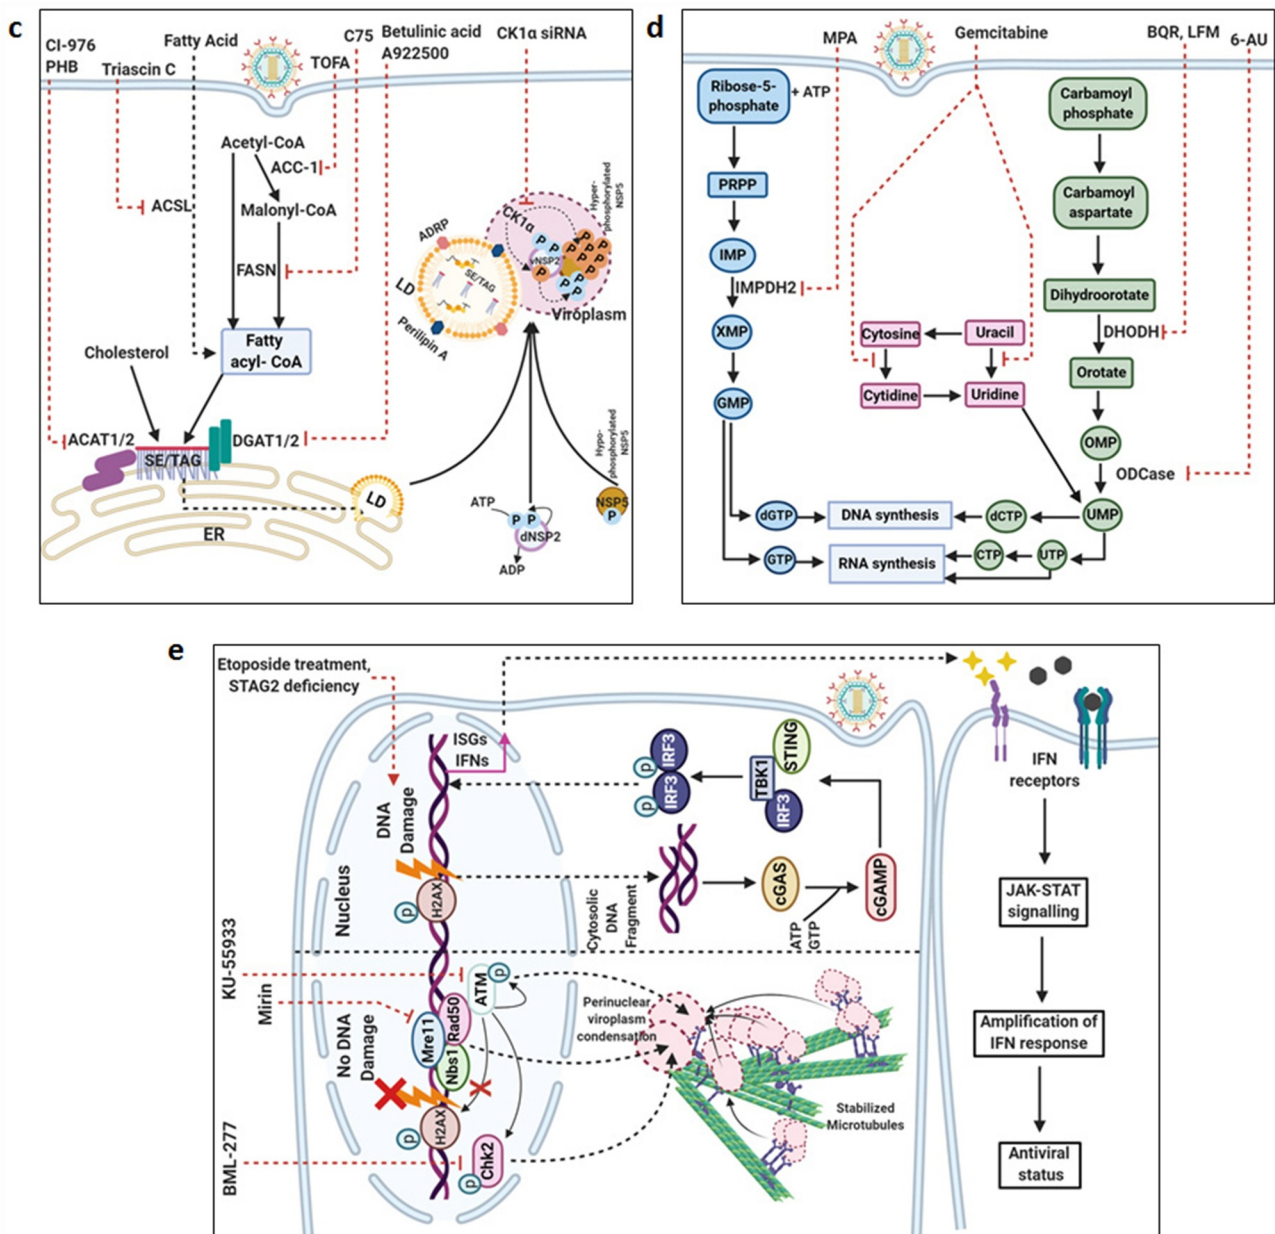 c
CI-976
PHB
Triascin C
Fatty Acid
TOFA
C75
Betulinic acid
A922500
CK1α siRNA
Acetyl-CoA
ACC-1
ACSL
Malonyl-CoA
FASN
Fatty
acyl- CoA
Cholesterol
ACAT1/2
SE/TAG
DGAT1/2
ER
LD
ADRP
LD
SE/TAG
Perilipin A
CK1α
P
P
vNSP2
P
P
P
P
P
P
P
P
P
P
P
Viroplasm
Hyper-
phosphorylated
NSP5
Hypo-
phosphorylated
NSP5
NSP5
P
ATP
P
P
dNSP2
ADP
d
MPA
Gemcitabine
BQR, LFM
6-AU
Ribose-5-
phosphate
+ ATP
PRPP
IMP
IMPDH2
XMP
GMP
Carbamoyl
phosphate
Carbamoyl
aspartate
Dihydroorotate
DHODH
Orotate
OMP
ODCase
UMP
Cytosine
Uracil
Cytidine
Uridine
dGTP
DNA synthesis
dCTP
GTP
RNA synthesis
CTP
UTP
e
Etoposide treatment,
STAG2 deficiency
ISGs
IFNs
DNA
Damage
Nucleus
H2AX
p
IRF3
p
IRF3
p
TBK1
STING
IRF3
Cytosolic
DNA
Fragment
cGAS
ATP
GTP
cGAMP
KU-55933
Mirin
BML-277
No DNA
Damage
ATM
p
Rad50
Mre11
Nbs1
H2AX
p
Chk2
p
Perinuclear
viroplasm
condensation
Stabilized
Microtubules
IFN
receptors
JAK-STAT
signalling
Amplification of
IFN response
Antiviral
status